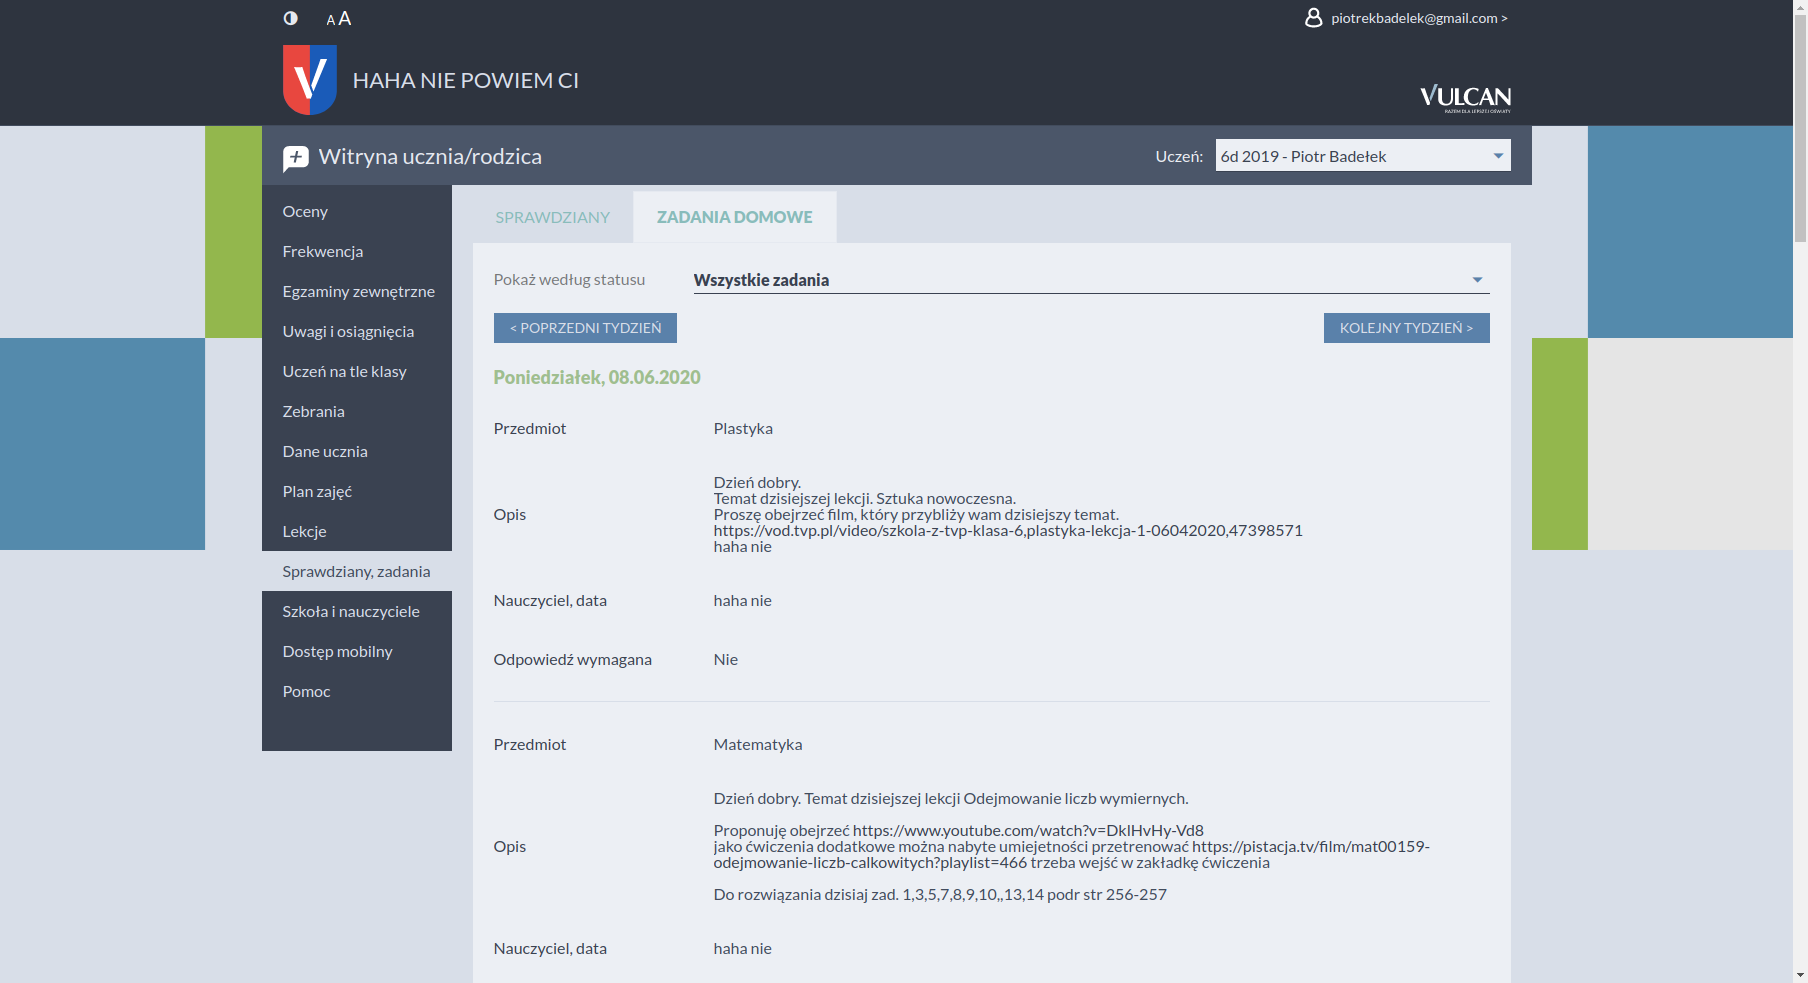 A A
piotrekbadelek@gmail.com >
HAHA NIE POWIEM CI
VULCAN
RAZEM DLA LEPSZEJ OŚWIATY
Witryna ucznia/rodzica
Uczeń: 6d 2019 - Piotr Badełek
Oceny
Frekwencja
Egzaminy zewnętrzne
Uwagi i osiągnięcia
Uczeń na tle klasy
Zebrania
Dane ucznia
Plan zajęć
Lekcje
Sprawdziany, zadania
Szkoła i nauczyciele
Dostęp mobilny
Pomoc
SPRAWDZIANY ZADANIA DOMOWE
Pokaż według statusu Wszystkie zadania
< POPRZEDNI TYDZIEŃ KOLEJNY TYDZIEŃ >
Poniedziałek, 08.06.2020
Przedmiot Plastyka
Opis
Dzień dobry.
Temat dzisiejszej lekcji. Sztuka nowoczesna.
Proszę obejrzeć film, który przybliży wam dzisiejszy temat.
https://vod.tvp.pl/video/szkola-z-tvp-klasa-6,plastyka-lekcja-1-06042020,47398571
haha nie
Nauczyciel, data haha nie
Odpowiedź wymagana Nie
Przedmiot Matematyka
Opis
Dzień dobry. Temat dzisiejszej lekcji Odejmowanie liczb wymiernych.
Proponuję obejrzeć https://www.youtube.com/watch?v=DklHvHy-Vd8
jako ćwiczenia dodatkowe można nabyte umiejetności przetrenować https://pistacja.tv/film/mat00159-
odejmowanie-liczb-calkowitych?playlist=466 trzeba wejść w zakładkę ćwiczenia
Do rozwiązania dzisiaj zad. 1,3,5,7,8,9,10,,13,14 podr str 256-257
Nauczyciel, data haha nie